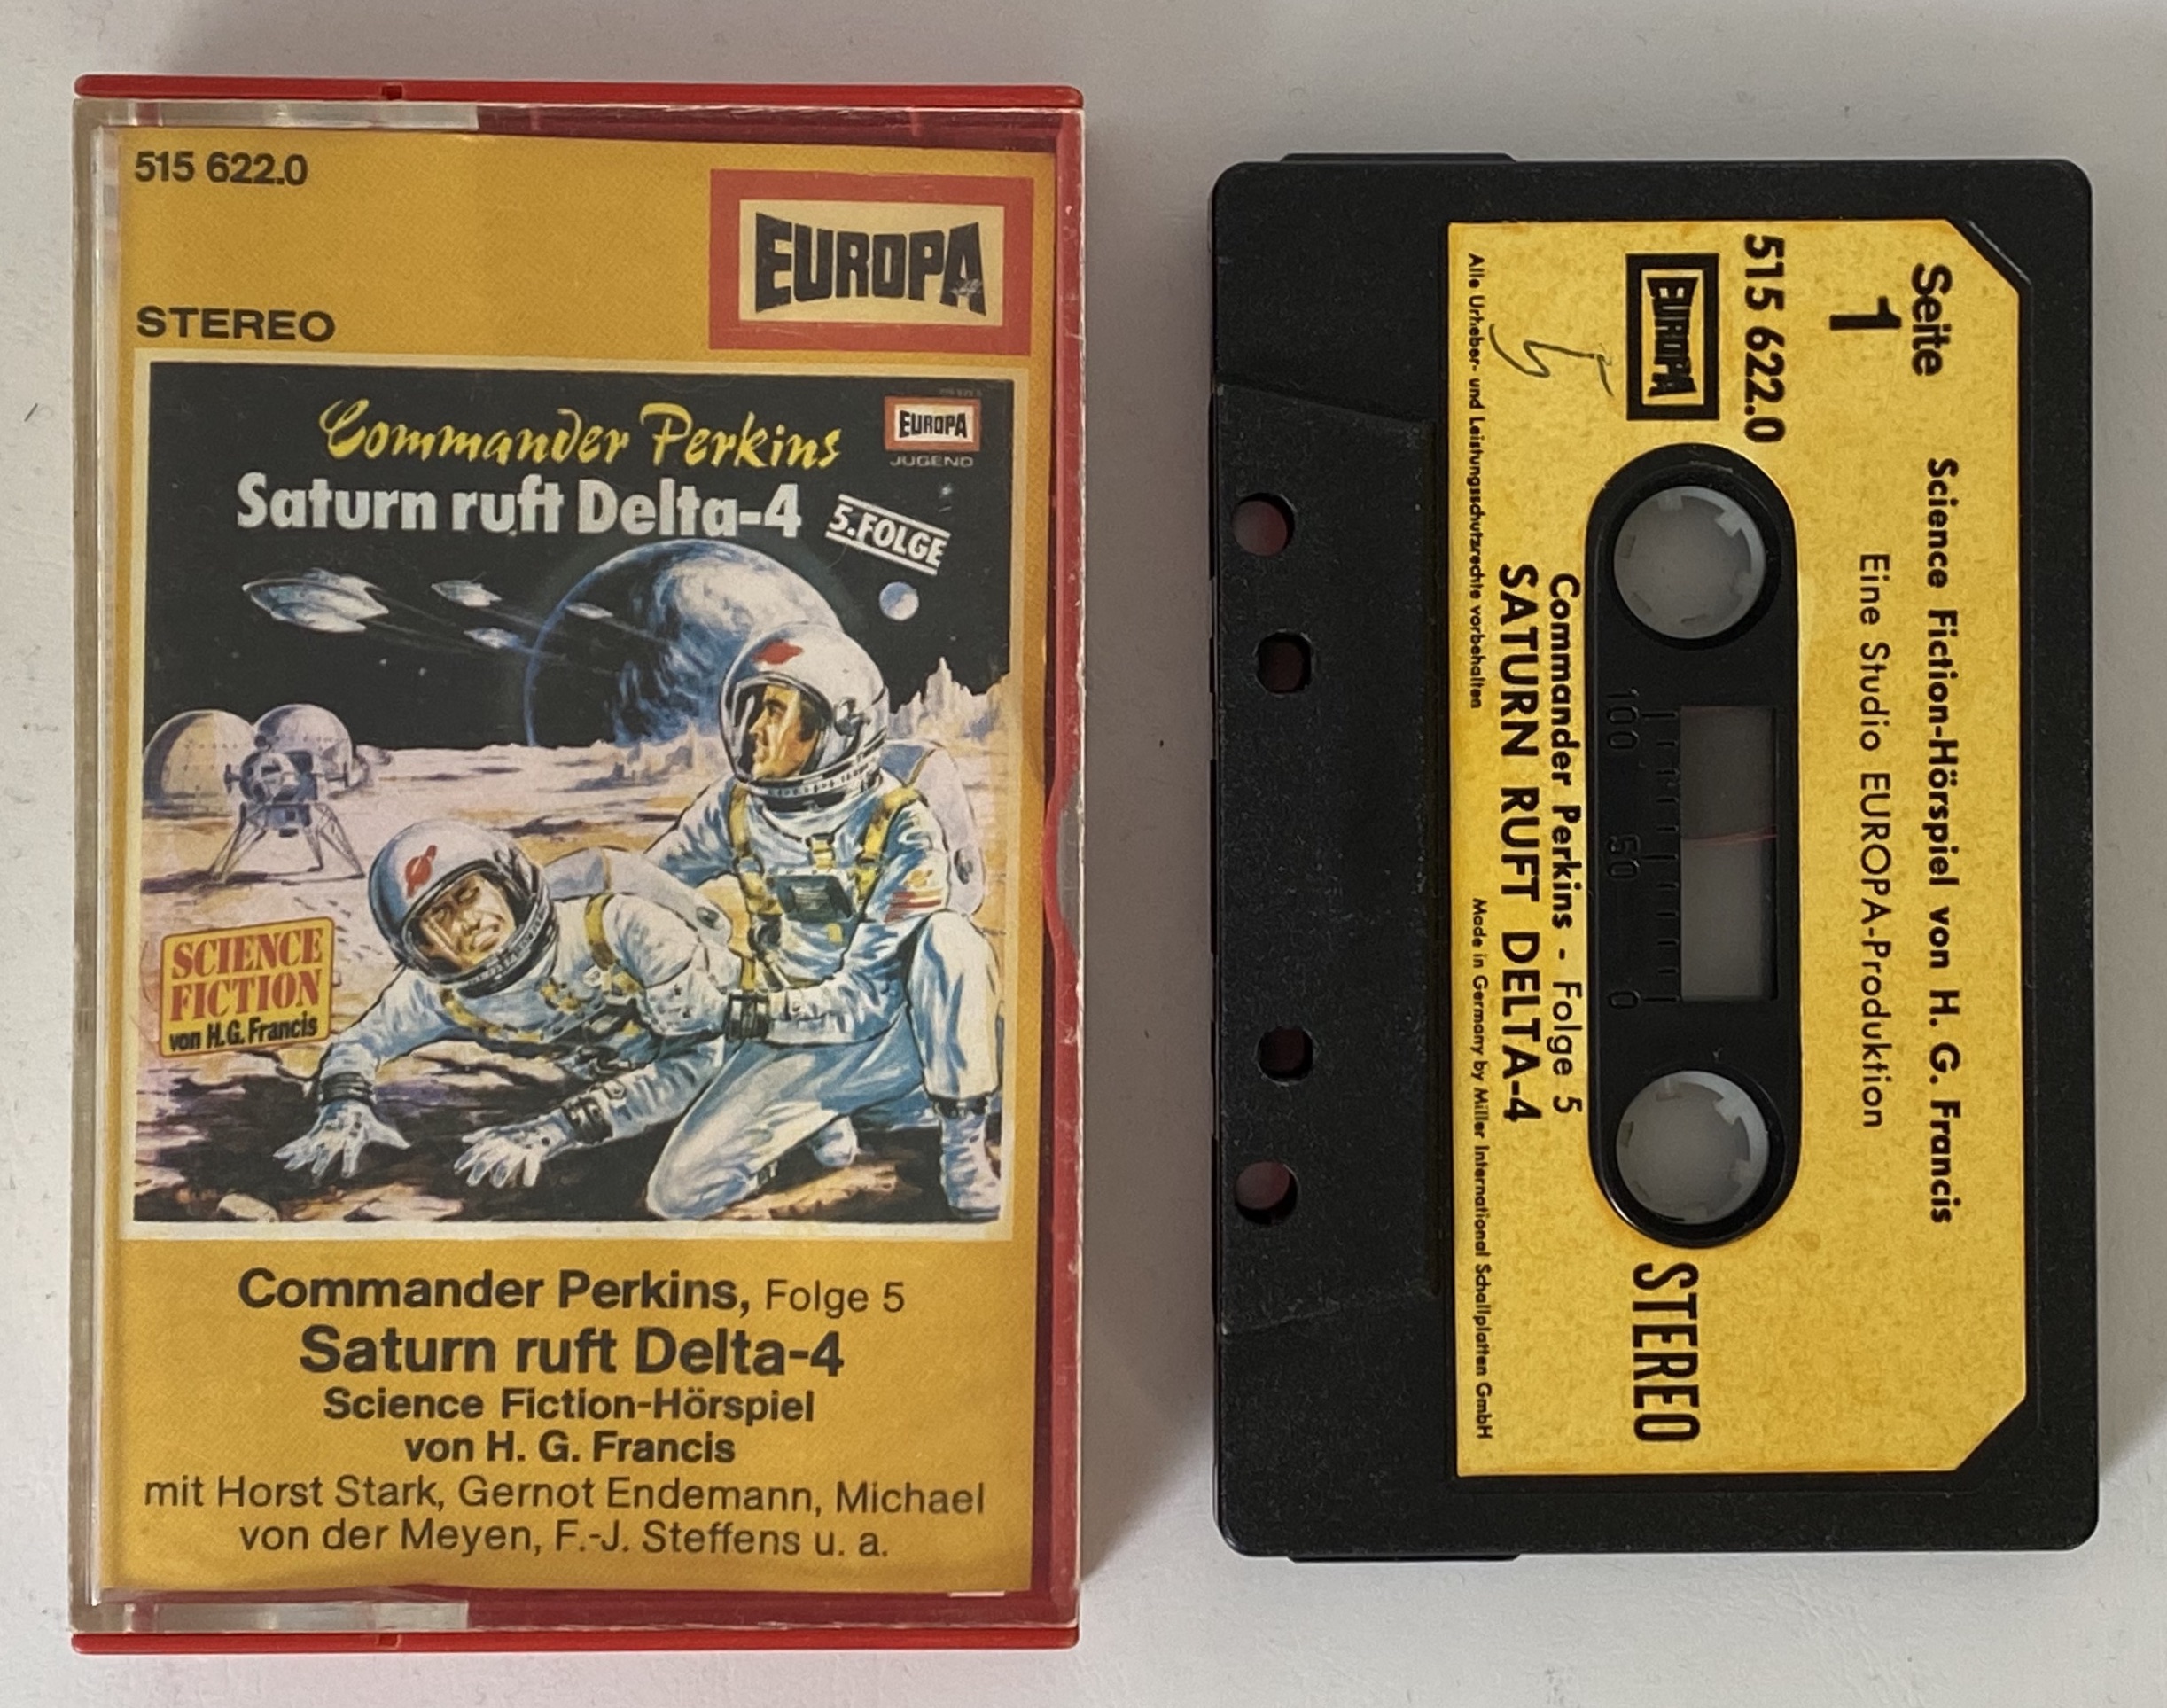 515 622.0
EUROPA
STEREO
EUROPA
JUGEND
Commander Perkins
Saturn ruft Delta-4
5.FOLGE
SCIENCE
FICTION
von H.G. Francis
Commander Perkins, Folge 5
Saturn ruft Delta-4
Science Fiction-Hörspiel
von H. G. Francis
mit Horst Stark, Gernot Endemann, Michael
von der Meyen, F.-J. Steffens u. a.
Seite
1
Science Fiction-Hörspiel von H. G. Francis
Eine Studio EUROPA-Produktion
515 622.0
EUROPA
STEREO
100 50 0
Commander Perkins - Folge 5
SATURN RUFT DELTA-4
5
Alle Urheber- und Leistungsschutzrechte vorbehalten
Made in Germany by Miller International Schallplatten GmbH